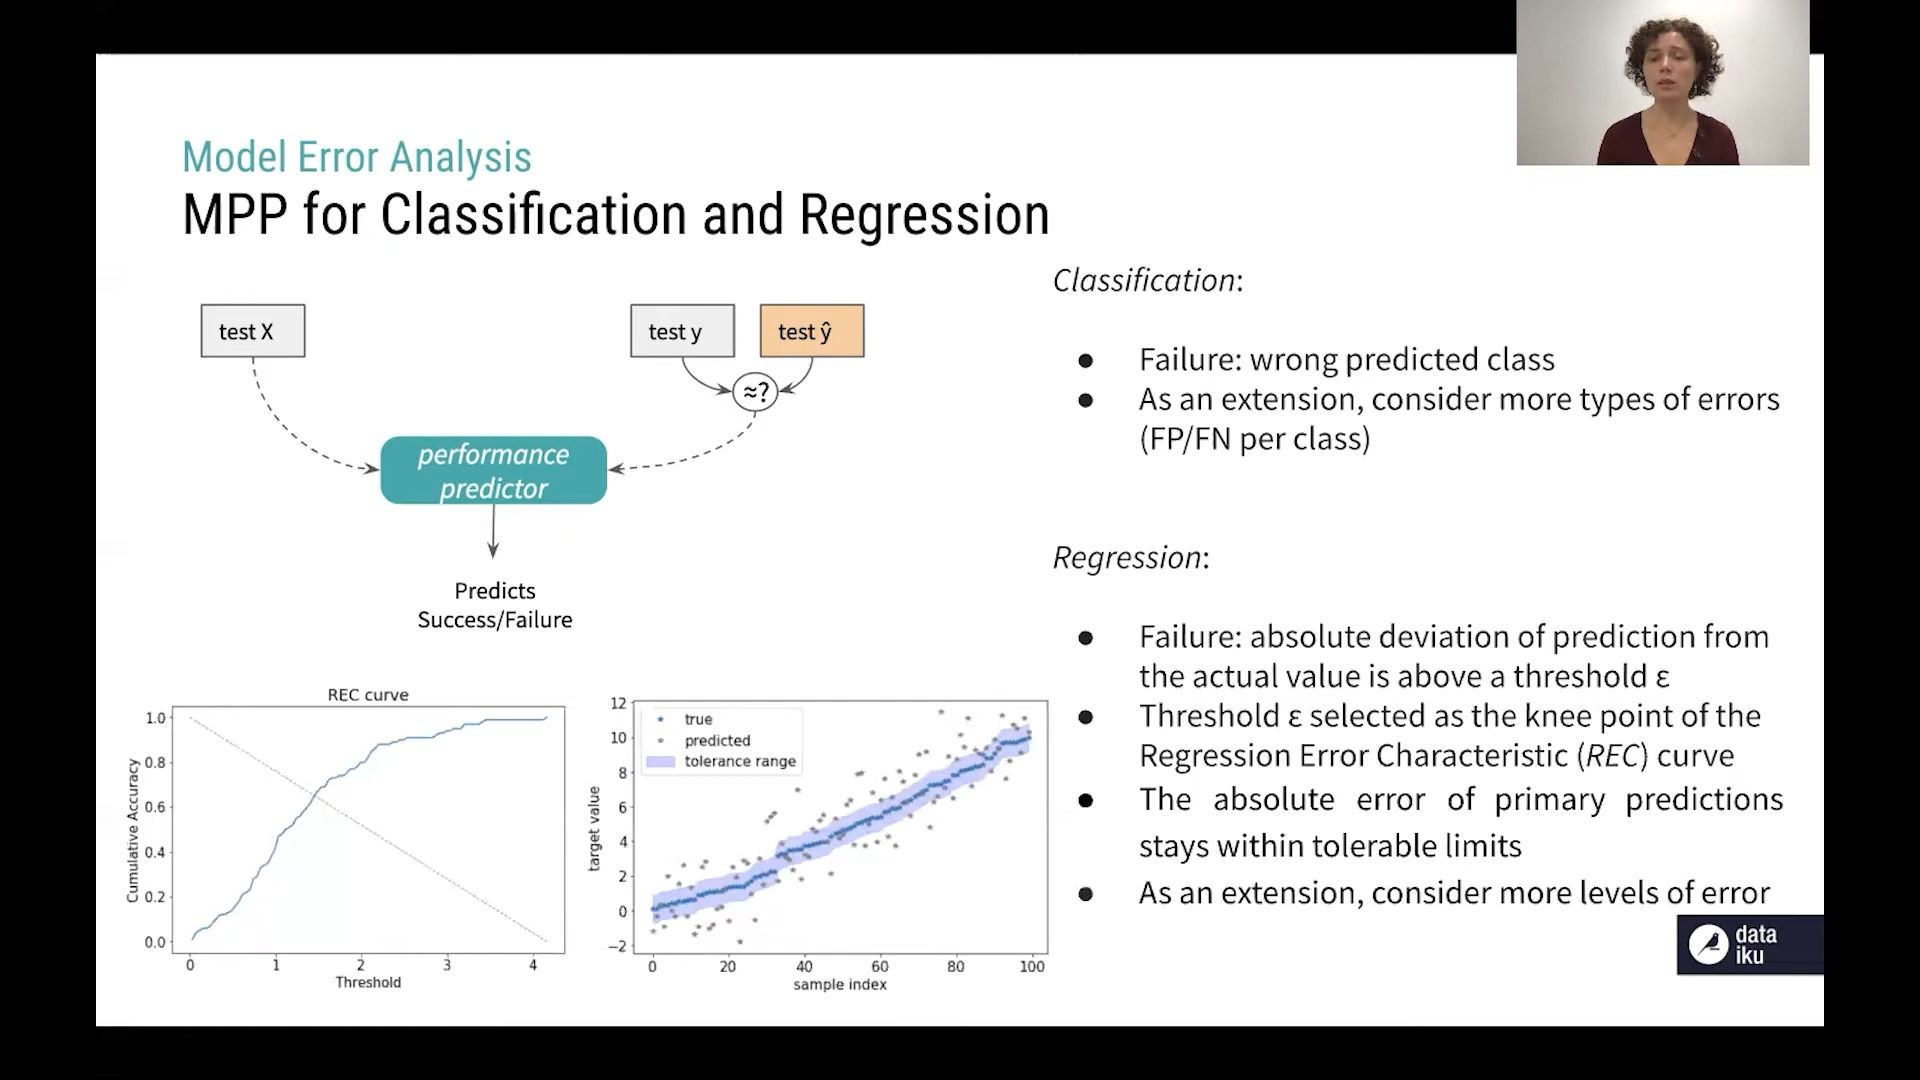 Model Error Analysis
MPP for Classification and Regression
test X
test y
test ŷ
≈?
performance
predictor
Predicts
Success/Failure
Classification:
● Failure: wrong predicted class
● As an extension, consider more types of errors
(FP/FN per class)
Regression:
● Failure: absolute deviation of prediction from
the actual value is above a threshold ε
● Threshold ε selected as the knee point of the
Regression Error Characteristic (REC) curve
● The absolute error of primary predictions
stays within tolerable limits
● As an extension, consider more levels of error
REC curve
Cumulative Accuracy
1.0
0.8
0.6
0.4
0.2
0.0
0 1 2 3 4
Threshold
target value
12
10
8
6
4
2
0
−2
true
predicted
tolerance range
0 20 40 60 80 100
sample index
data
iku